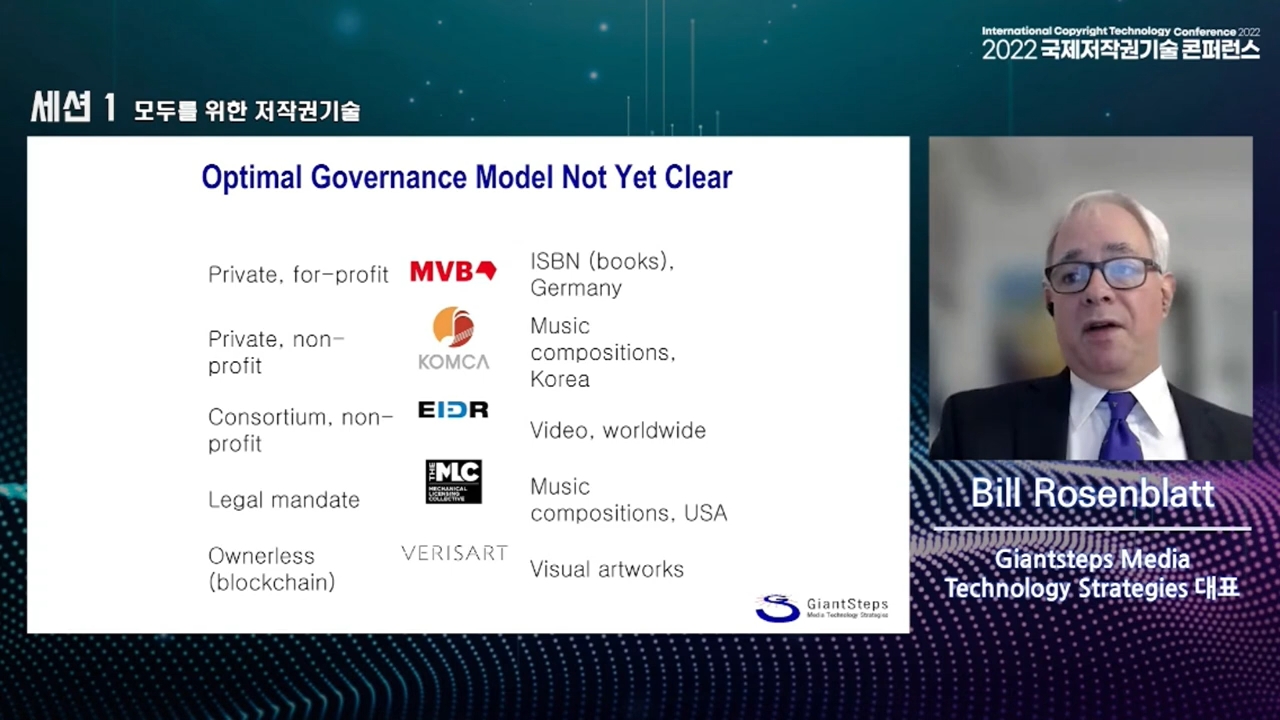 International Copyright Technology Conference 2022
2022 국제저작권기술 콘퍼런스
세션 1 모두를 위한 저작권기술
Optimal Governance Model Not Yet Clear
Private, for-profit
MVB
ISBN (books),
Germany
Private, non-
profit
KOMCA
Music
compositions,
Korea
Consortium, non-
profit
EIDR
Video, worldwide
Legal mandate
THE MLC
MECHANICAL
LICENSING
COLLECTIVE
Music
compositions, USA
Ownerless
(blockchain)
VERISART
Visual artworks
GiantSteps
Media Technology Strategies
Bill Rosenblatt
Giantsteps Media
Technology Strategies 대표